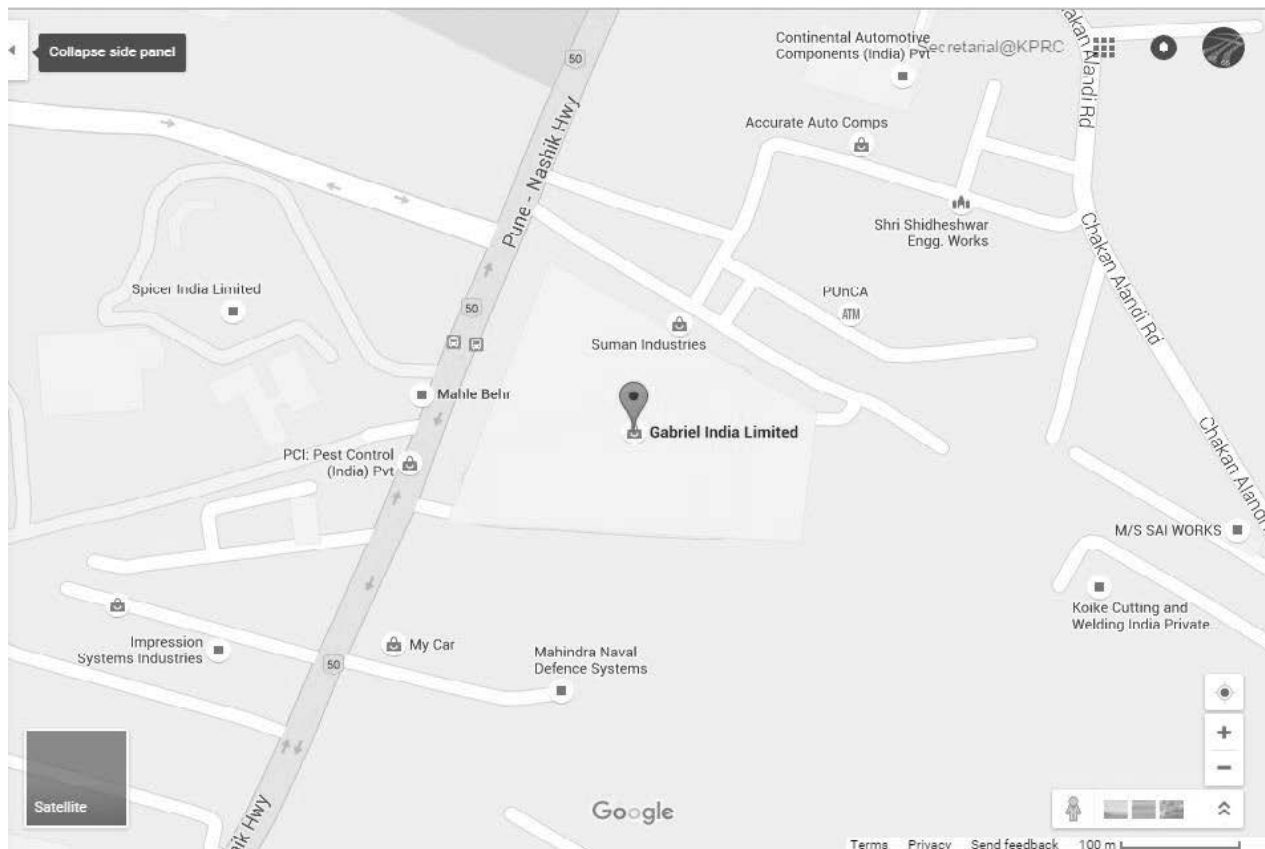 Collapse side panel
Continental Automotive
Components (India) Pvt
Secretarial@KPRC
50
Chakan Alandi Rd
Accurate Auto Comps
Pune - Nashik Hwy
Shri Shidheshwar
Engg. Works
Chakan Alandi Rd
Spicer India Limited
PUnCA
ATM
50
Suman Industries
Mahle Behr
Gabriel India Limited
PCI: Pest Control
(India) Pvt
Chakan Alandi
M/S SAI WORKS
Koike Cutting and
Welding India Private...
Impression
Systems Industries
My Car
Mahindra Naval
Defence Systems
50
Satellite
Google
ik Hwy
Terms Privacy Send feedback 100 m